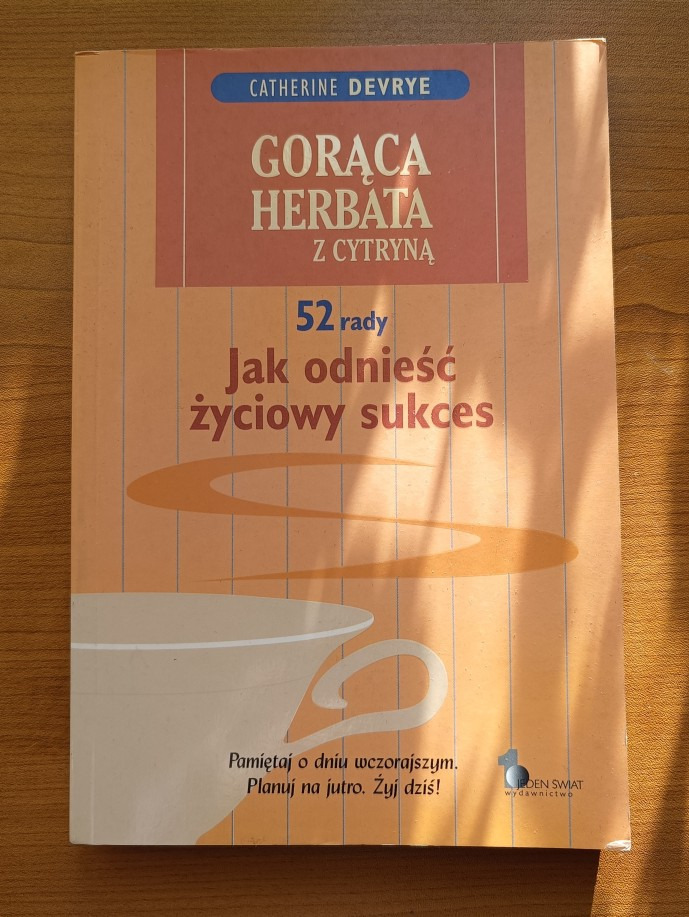 CATHERINE DEVRYE
GORĄCA
HERBATA
Z CYTRYNĄ
52 rady
Jak odnieść
życiowy sukces
Pamiętaj o dniu wczorajszym.
Planuj na jutro. Żyj dziś!
1
JEDEN ŚWIAT
wydawnictwo